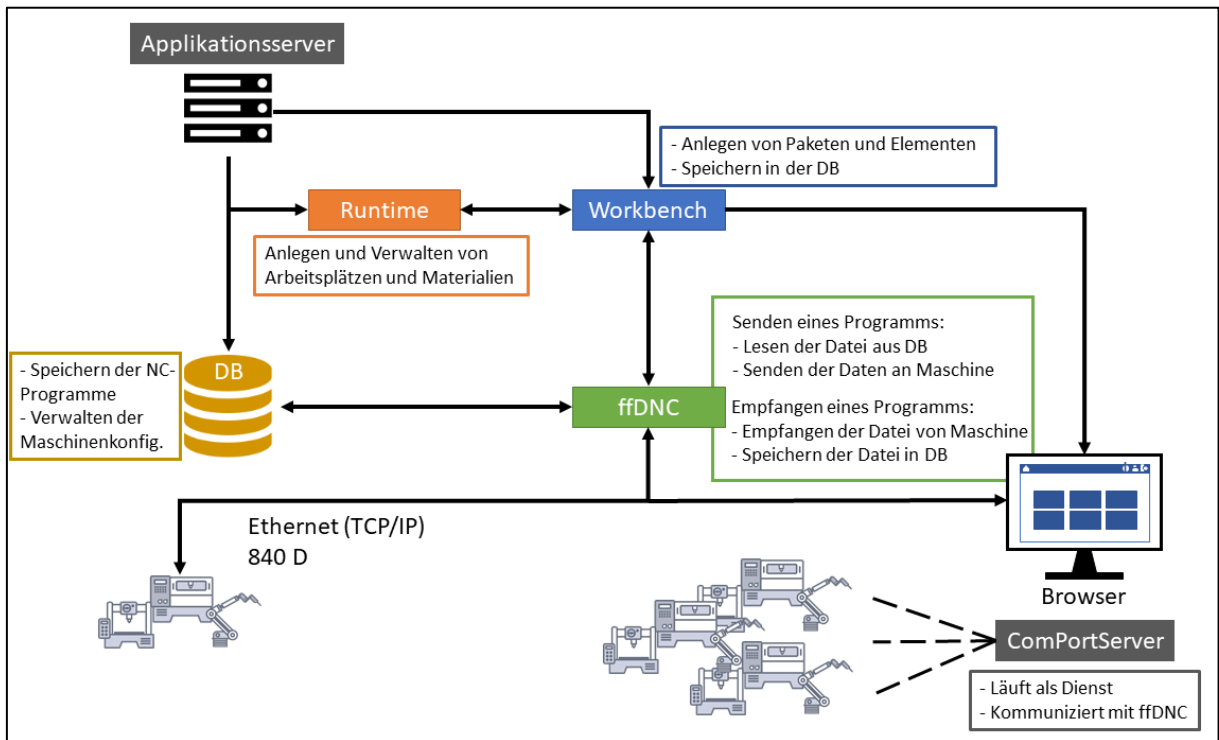 Applikationsserver
- Anlegen von Paketen und Elementen
- Speichern in der DB
Runtime
Workbench
Anlegen und Verwalten von
Arbeitsplätzen und Materialien
Senden eines Programms:
- Lesen der Datei aus DB
- Senden der Daten an Maschine
Empfangen eines Programms:
- Empfangen der Datei von Maschine
- Speichern der Datei in DB
- Speichern der NC-
Programme
- Verwalten der
Maschinenkonfig.
DB
ffDNC
Ethernet (TCP/IP)
840 D
Browser
ComPortServer
- Läuft als Dienst
- Kommuniziert mit ffDNC